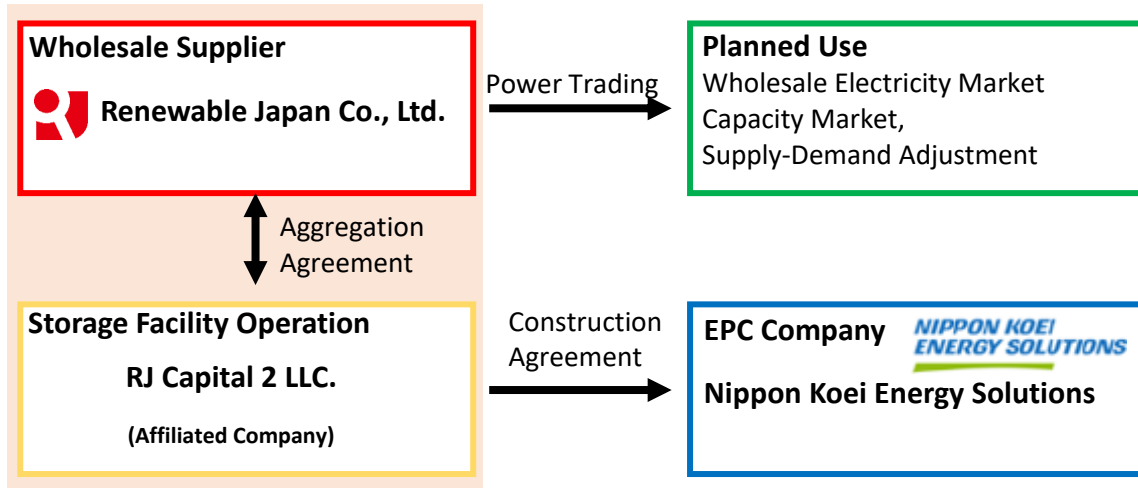 Wholesale Supplier
Renewable Japan Co., Ltd.
Power Trading
Planned Use
Wholesale Electricity Market
Capacity Market,
Supply-Demand Adjustment
Aggregation
Agreement
Storage Facility Operation
RJ Capital 2 LLC.
(Affiliated Company)
Construction
Agreement
EPC Company
NIPPON KOEI
ENERGY SOLUTIONS
Nippon Koei Energy Solutions